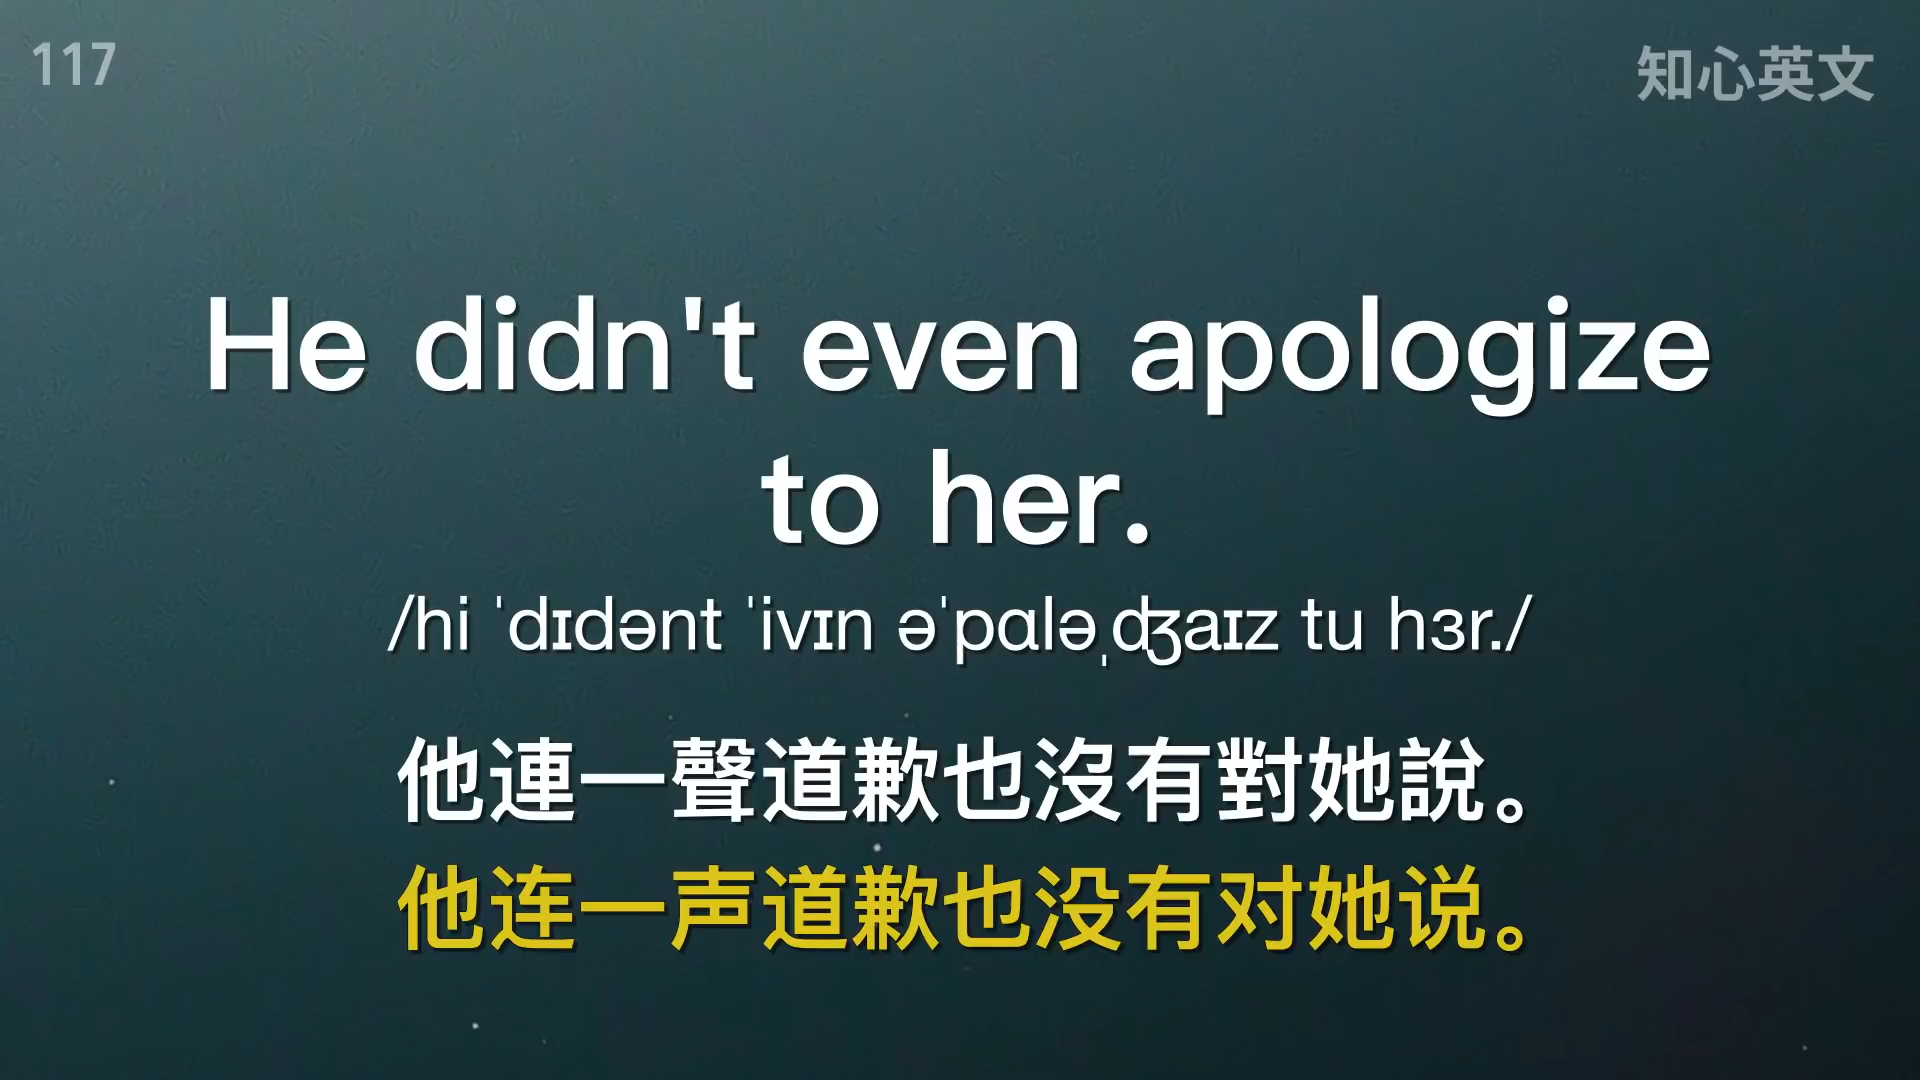 117
知心英文
He didn't even apologize
to her.
/hi ˈdɪdənt ˈivɪn əˈpɑləˌʤaɪz tu hɜr./
他連一聲道歉也沒有對她說。
他连一声道歉也没有对她说。